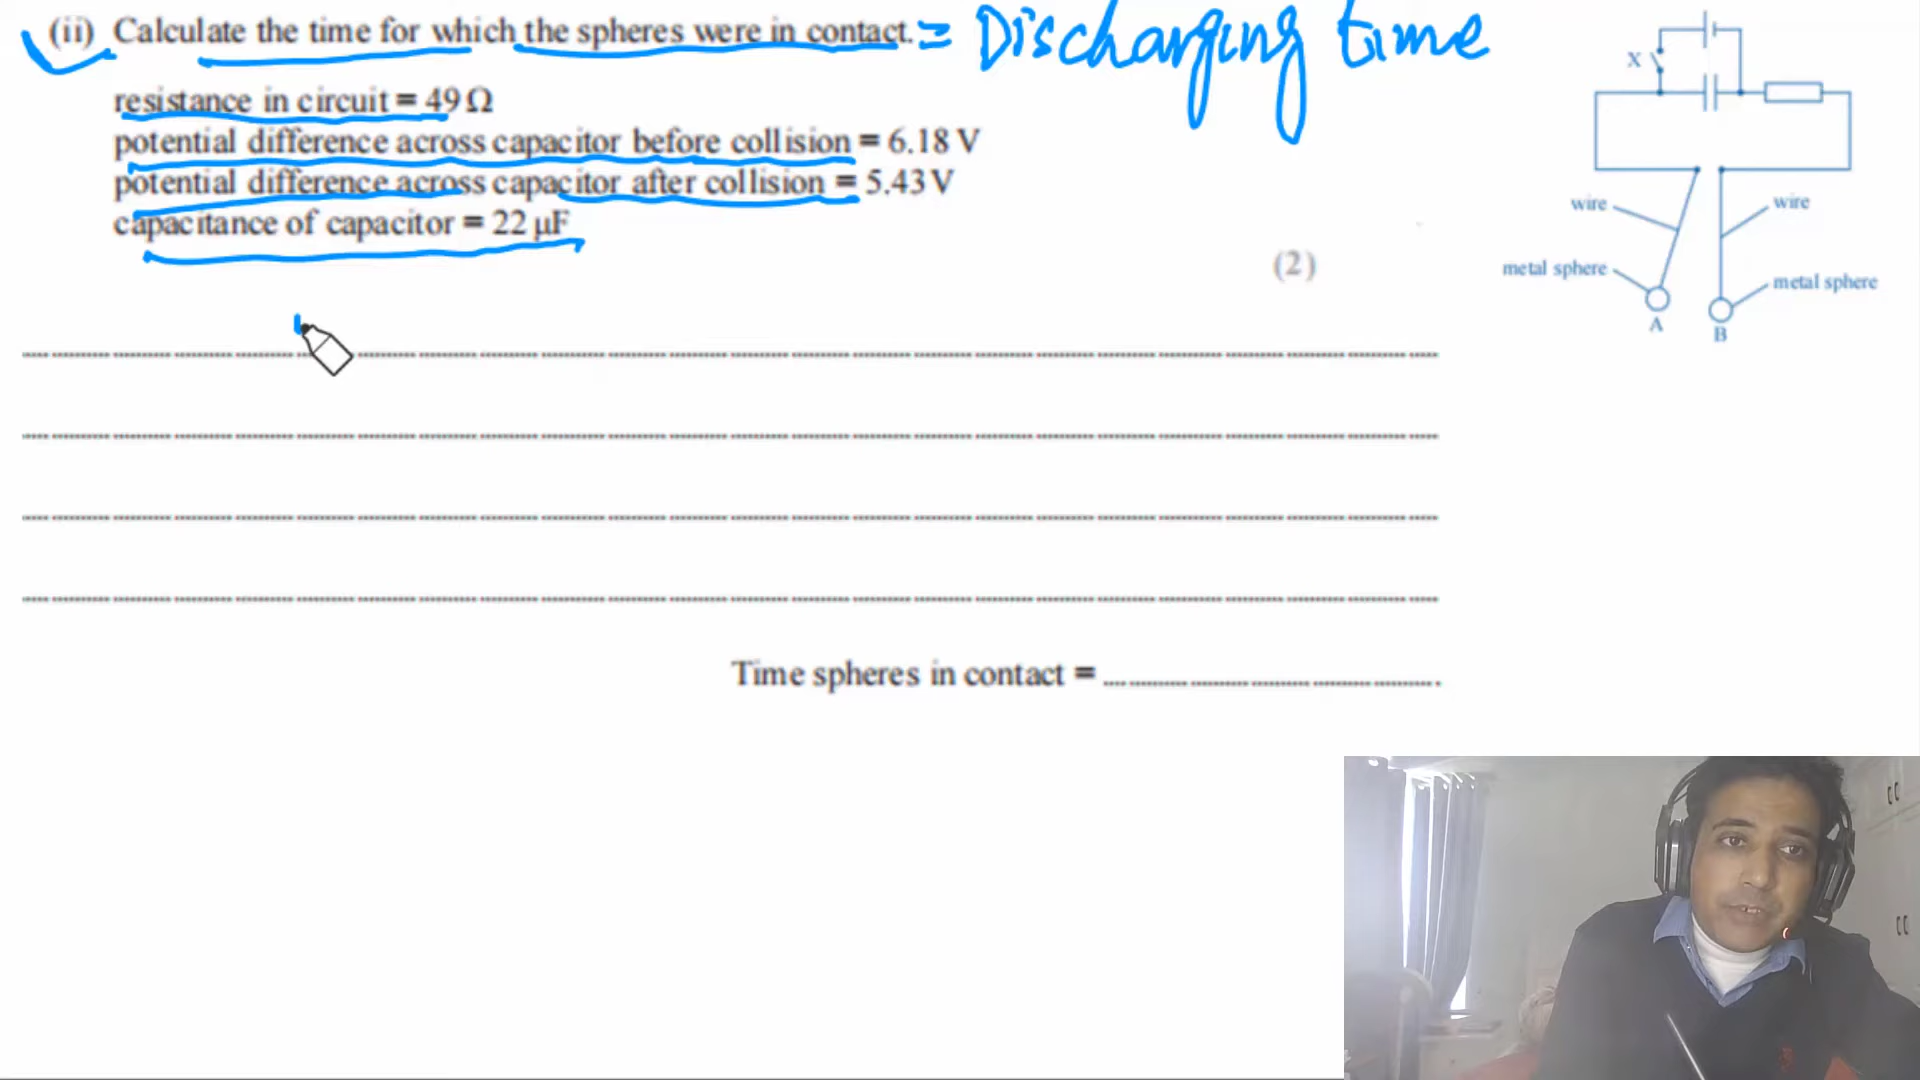 (ii) Calculate the time for which the spheres were in contact. = Discharging time
resistance in circuit = 49 Ω
potential difference across capacitor before collision = 6.18 V
potential difference across capacitor after collision = 5.43 V
capacitance of capacitor = 22 μF
(2)
Time spheres in contact =
X
wire
wire
metal sphere
metal sphere
A
B